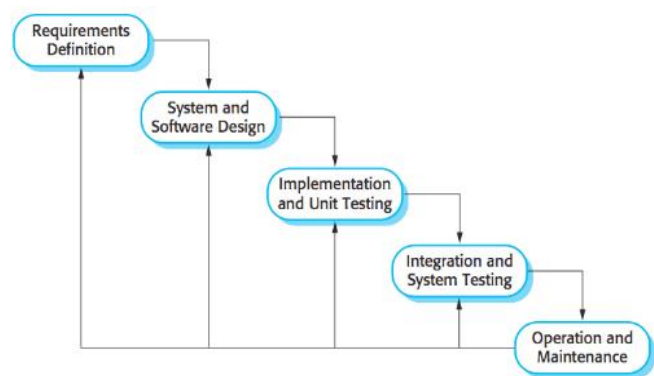 Requirements
Definition
System and
Software Design
Implementation
and Unit Testing
Integration and
System Testing
Operation and
Maintenance